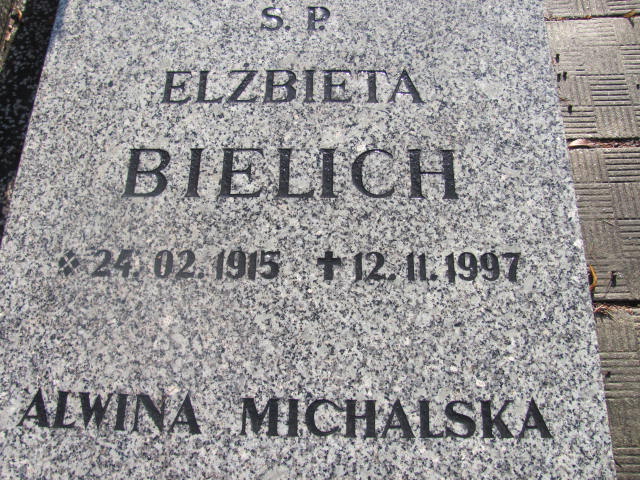 S. P.
ELŻBIETA
BIELICH
* 24. 02. 1915 ✝ 12. 11. 1997
ALWINA MICHALSKA